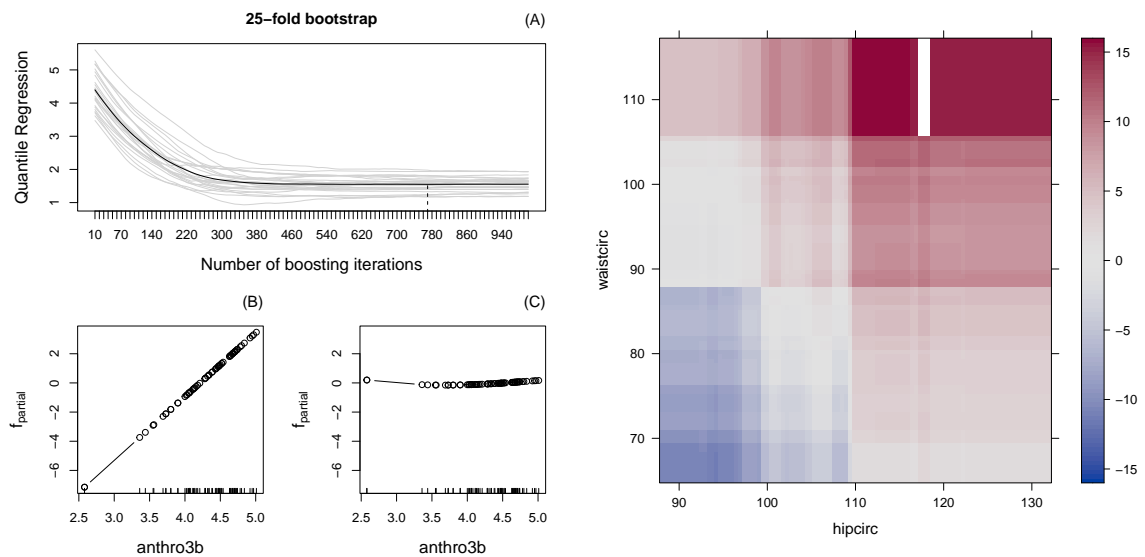 25−fold bootstrap
(A)
Quantile Regression
5
4
3
2
1
10 70 140 220 300 380 460 540 620 700 780 860 940
Number of boosting iterations
(B)
f partial
2
0
−2
−4
−6
2.5 3.0 3.5 4.0 4.5 5.0
anthro3b
(C)
f partial
2
0
−2
−4
−6
2.5 3.0 3.5 4.0 4.5 5.0
anthro3b
waistcirc
110
100
90
80
70
90 100 110 120 130
hipcirc
15
10
5
0
−5
−10
−15